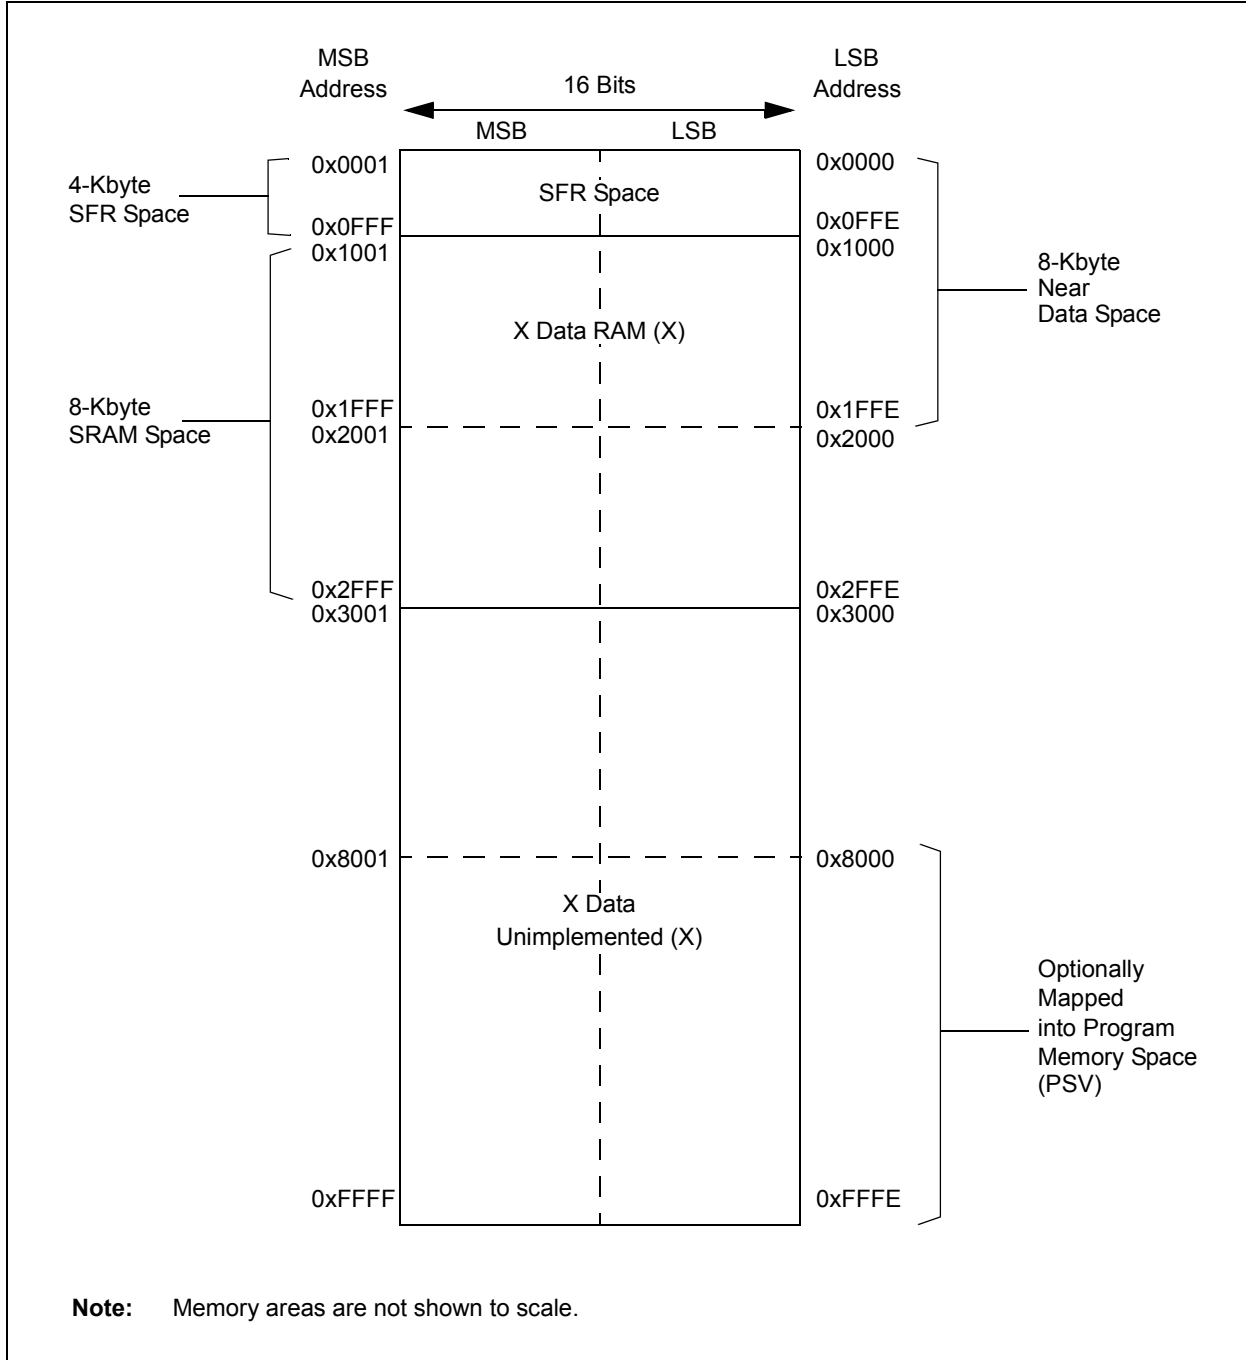 MSB
Address
16 Bits
LSB
Address
MSB
LSB
0x0001
0x0000
4-Kbyte
SFR Space
SFR Space
0x0FFF
0x0FFE
0x1001
0x1000
8-Kbyte
Near
Data Space
X Data RAM (X)
8-Kbyte
SRAM Space
0x1FFF
0x1FFE
0x2001
0x2000
0x2FFF
0x2FFE
0x3001
0x3000
0x8001
0x8000
X Data
Unimplemented (X)
Optionally
Mapped
into Program
Memory Space
(PSV)
0xFFFF
0xFFFE
Note: Memory areas are not shown to scale.